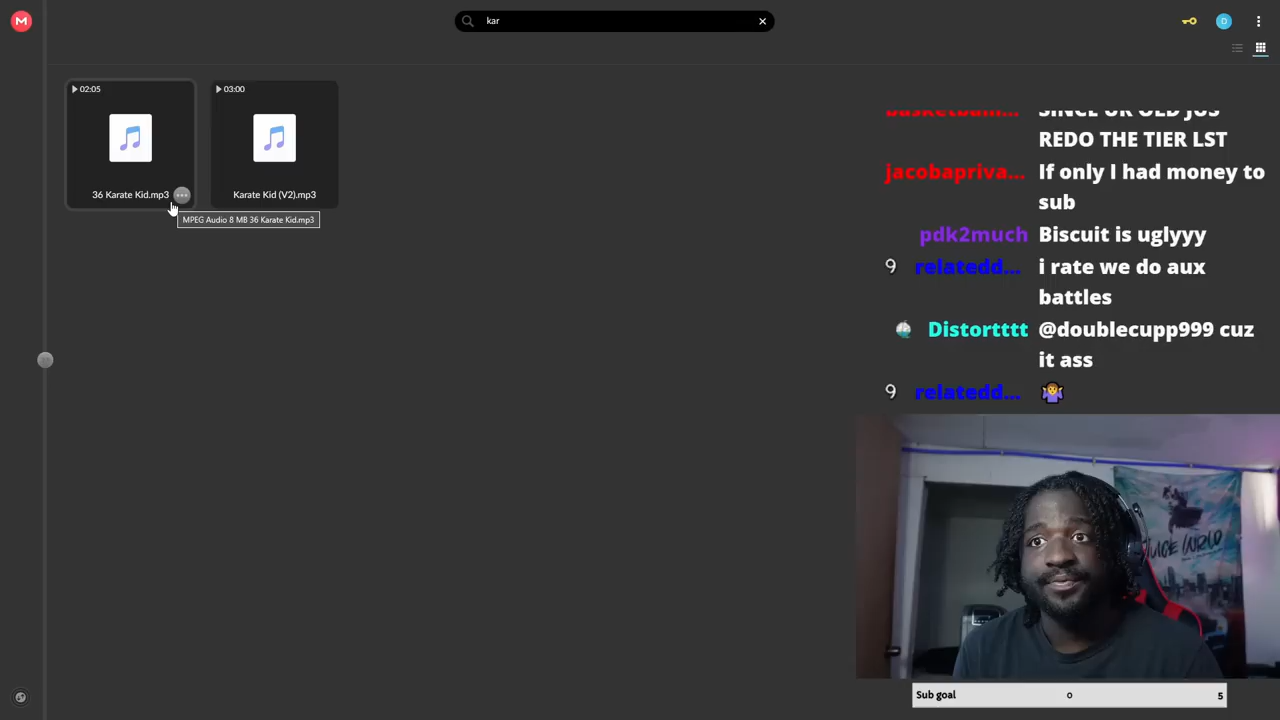 M
kar
D
02:05
03:00
36 Karate Kid.mp3
Karate Kid (V2).mp3
MPEG Audio 8 MB 36 Karate Kid.mp3
REDO THE TIER LST
jacobapriva... If only I had money to
sub
pdk2much Biscuit is uglyyy
9 relatedd... i rate we do aux
battles
Distortttt @doublecupp999 cuz
it ass
9 relatedd...
JUICE WRLD
Sub goal 0 5